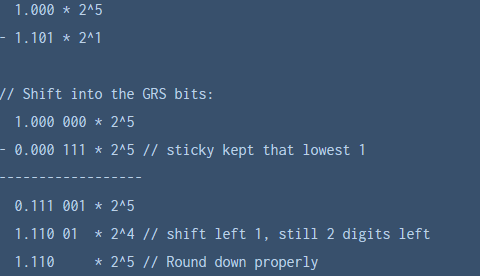 1.000 * 2^5
- 1.101 * 2^1
// Shift into the GRS bits:
1.000 000 * 2^5
- 0.000 111 * 2^5 // sticky kept that lowest 1
------------------
0.111 001 * 2^5
1.110 01  * 2^4 // shift left 1, still 2 digits left
1.110     * 2^5 // Round down properly